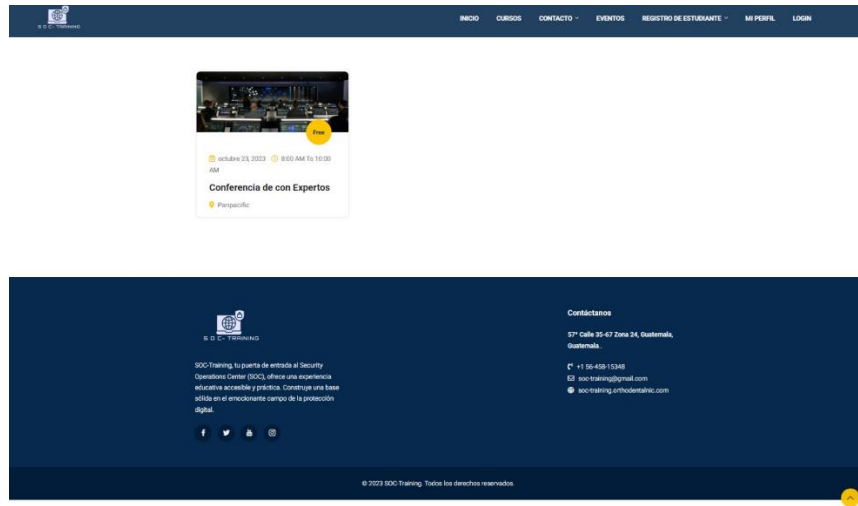 SOC-TRAINING
INICIO CURSOS CONTACTO EVENTOS REGISTRO DE ESTUDIANTE MI PERFIL LOGIN
Free
octubre 23, 2023 8:00 AM To 10:00
AM
Conferencia de con Expertos
Panpacific
SOC-TRAINING
SOC-Training, tu puerta de entrada al Security
Operations Center (SOC), ofrece una experiencia
educativa accesible y práctica. Construye una base
sólida en el emocionante campo de la protección
digital.
Contáctanos
57ª Calle 35-67 Zona 24, Guatemala,
Guatemala.
+1 56-458-15348
soc-training@gmail.com
soc-training.orthodentalnic.com
© 2023 SOC-Training. Todos los derechos reservados.